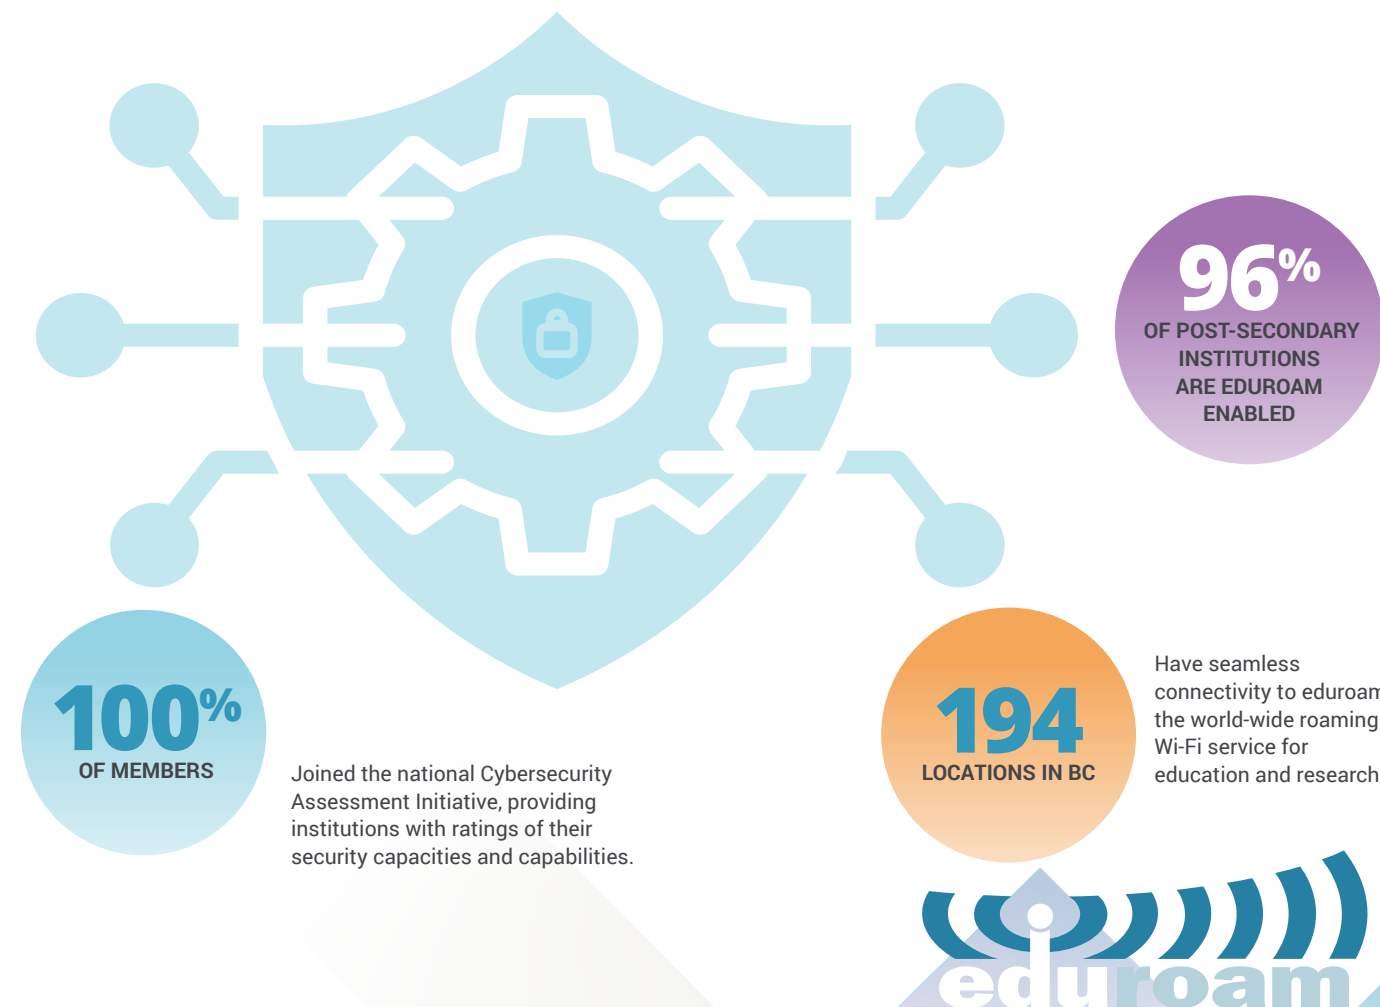 96%
OF POST-SECONDARY
INSTITUTIONS
ARE EDUROAM
ENABLED
100%
OF MEMBERS
Joined the national Cybersecurity
Assessment Initiative, providing
institutions with ratings of their
security capacities and capabilities.
194
LOCATIONS IN BC
Have seamless
connectivity to eduroam
the world-wide roaming
Wi-Fi service for
education and research
eduroam